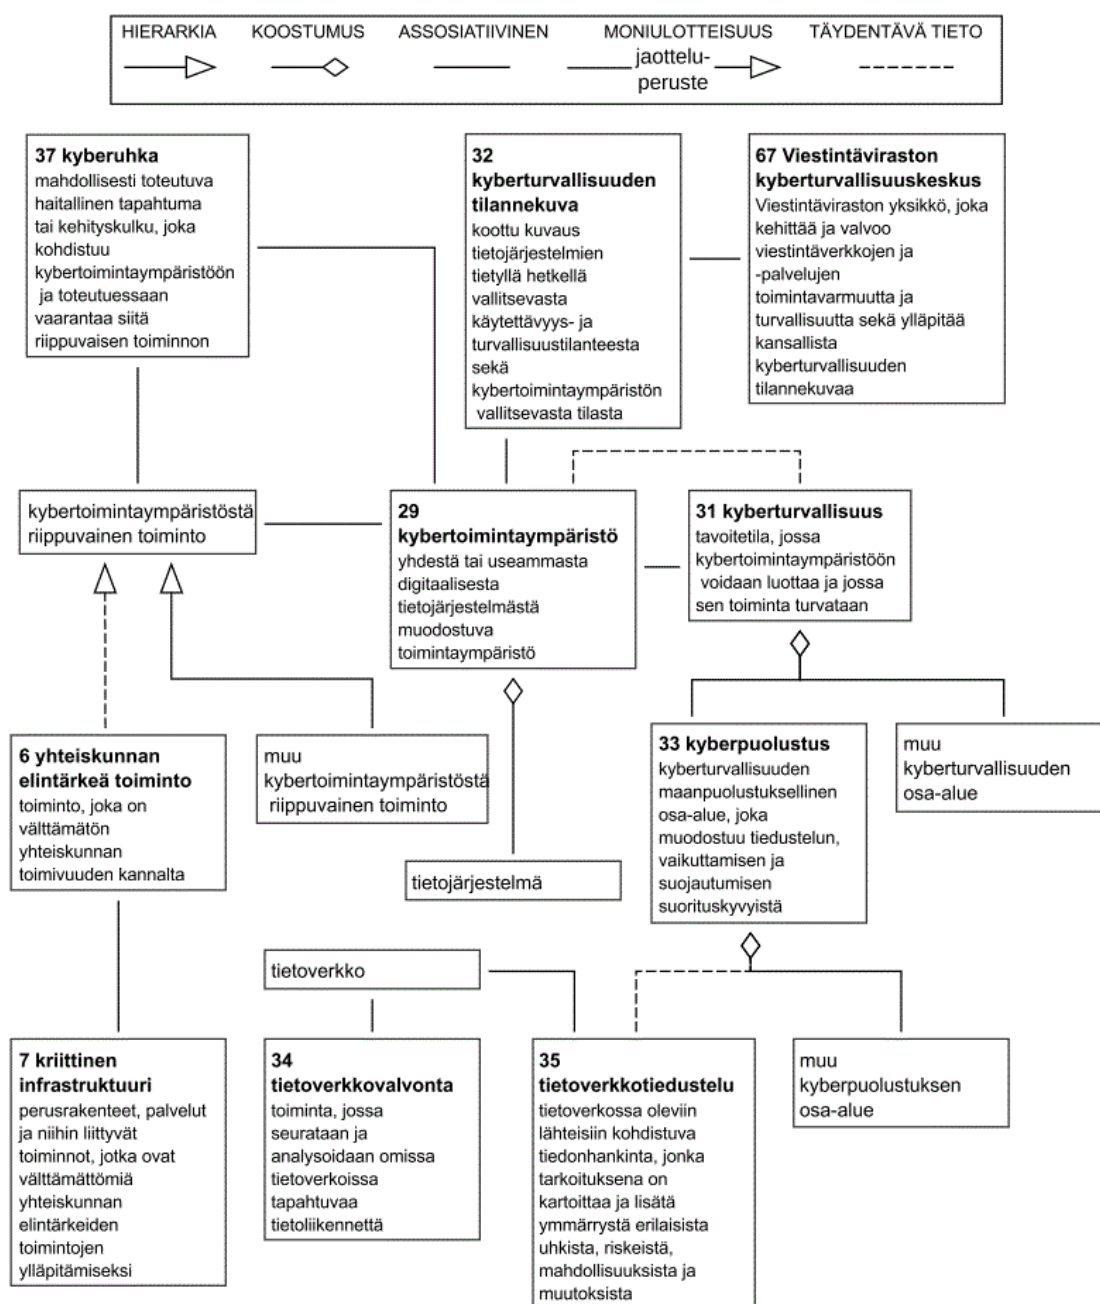 HIERARKIA KOOSTUMUS ASSOSIATIIVINEN MONIULOTTEISUUS TÄYDENTÄVÄ TIETO
jaottelu-
peruste
37 kyberuhka
mahdollisesti toteutuva
haitallinen tapahtuma
tai kehityskulku, joka
kohdistuu
kybertoimintaympäristöön
ja toteutuessaan
vaarantaa siitä
riippuvaisen toiminnon
32
kyberturvallisuuden
tilannekuva
koottu kuvaus
tietojärjestelmien
tietyllä hetkellä
vallitsevasta
käytettävyys- ja
turvallisuustilanteesta
sekä
kybertoimintaympäristön
vallitsevasta tilasta
67 Viestintäviraston
kyberturvallisuuskeskus
Viestintäviraston yksikkö, joka
kehittää ja valvoo
viestintäverkkojen ja
-palvelujen
toimintavarmuutta ja
turvallisuutta sekä ylläpitää
kansallista
kyberturvallisuuden
tilannekuvaa
kybertoimintaympäristöstä
riippuvainen toiminto
29
kybertoimintaympäristö
yhdestä tai useammasta
digitaalisesta
tietojärjestelmästä
muodostuva
toimintaympäristö
31 kyberturvallisuus
tavoitetila, jossa
kybertoimintaympäristöön
voidaan luottaa ja jossa
sen toiminta turvataan
6 yhteiskunnan
elintärkeä toiminto
toiminto, joka on
välttämätön
yhteiskunnan
toimivuuden kannalta
muu
kybertoimintaympäristöstä
riippuvainen toiminto
tietojärjestelmä
33 kyberpuolustus
kyberturvallisuuden
maanpuolustuksellinen
osa-alue, joka
muodostuu tiedustelun,
vaikuttamisen ja
suojautumisen
suorituskyvyistä
muu
kyberturvallisuuden
osa-alue
tietoverkko
7 kriittinen
infrastruktuuri
perusrakenteet, palvelut
ja niihin liittyvät
toiminnot, jotka ovat
välttämättömiä
yhteiskunnan
elintärkeiden
toimintojen
ylläpitämiseksi
34
tietoverkkovalvonta
toiminta, jossa
seurataan ja
analysoidaan omissa
tietoverkoissa
tapahtuvaa
tietoliikennettä
35
tietoverkkotiedustelu
tietoverkossa oleviin
lähteisiin kohdistuva
tiedonhankinta, jonka
tarkoituksena on
kartoittaa ja lisätä
ymmärrystä erilaisista
uhkista, riskeistä,
mahdollisuuksista ja
muutoksista
muu
kyberpuolustuksen
osa-alue